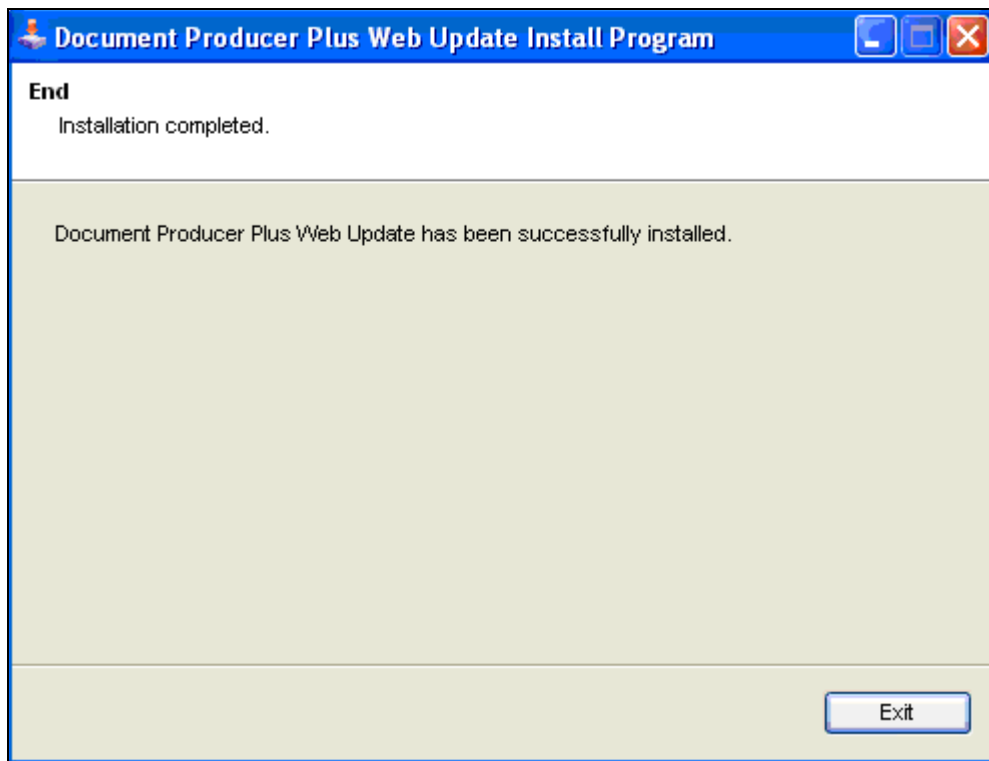 Document Producer Plus Web Update Install Program
End
Installation completed.
Document Producer Plus Web Update has been successfully installed.
Exit